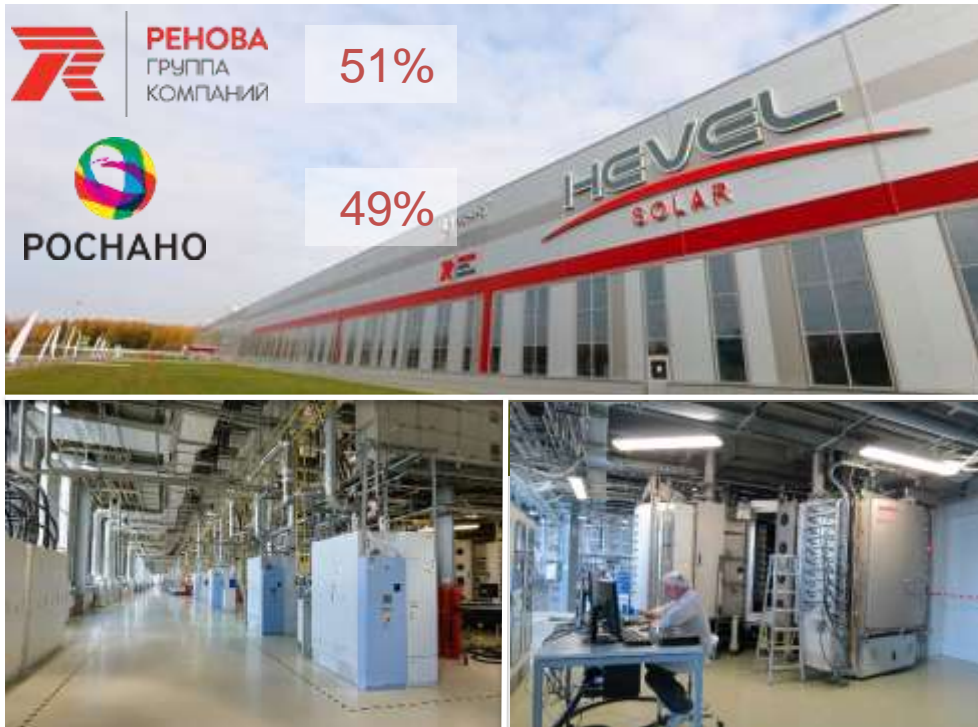 РЕНОВА
ГРУППА
КОМПАНИЙ
51%
РОСНАНО
49%
HEVEL
SOLAR